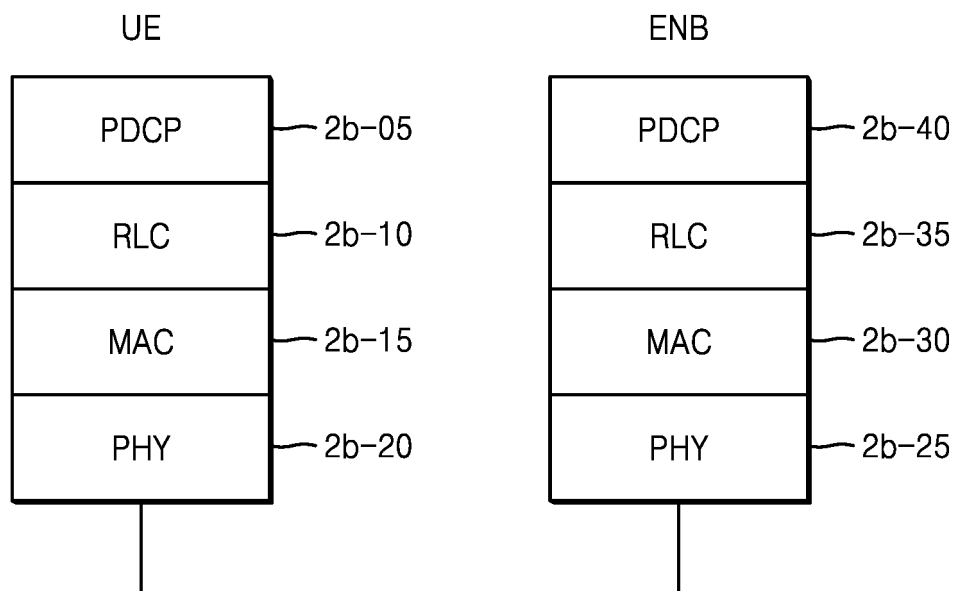 UE ENB
PDCP 2b-05 PDCP 2b-40
RLC 2b-10 RLC 2b-35
MAC 2b-15 MAC 2b-30
PHY 2b-20 PHY 2b-25